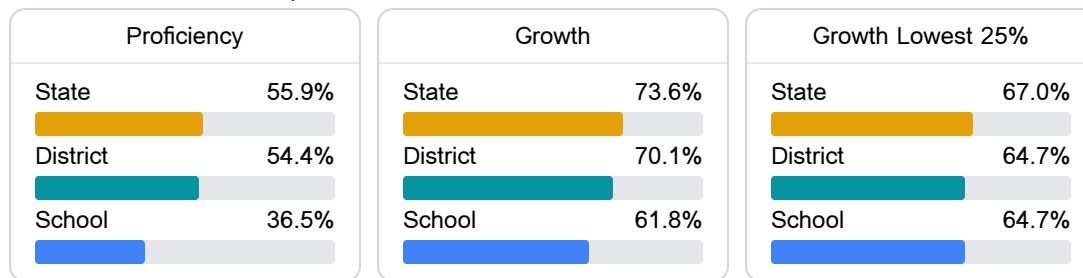 Proficiency
State 55.9%
District 54.4%
School 36.5%
Growth
State 73.6%
District 70.1%
School 61.8%
Growth Lowest 25%
State 67.0%
District 64.7%
School 64.7%